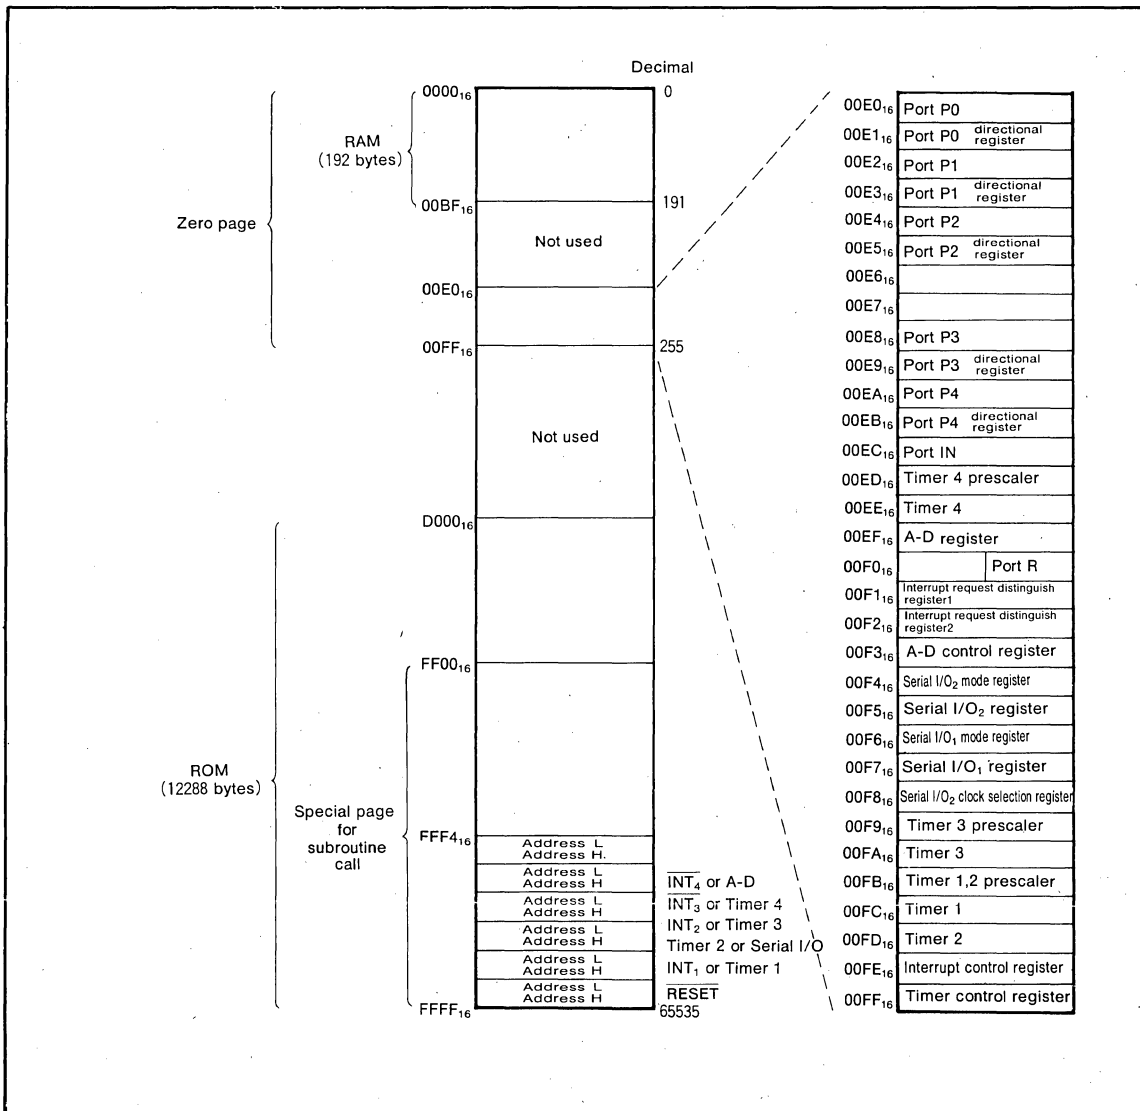 Decimal
0000₁₆
0
RAM
(192 bytes)
00BF₁₆
191
Zero page
Not used
00E0₁₆
00FF₁₆
255
Not used
D000₁₆
FF00₁₆
ROM
(12288 bytes)
Special page
for
subroutine
call
FFF4₁₆
Address L
Address H.
Address L
Address H
INT₄ or A-D
Address L
Address H
INT₃ or Timer 4
Address L
Address H
INT₂ or Timer 3
Timer 2 or Serial I/O
Address L
Address H
INT₁ or Timer 1
Address L
Address H
RESET
FFFF₁₆
65535
00E0₁₆ Port P0
00E1₁₆ Port P0 directional
register
00E2₁₆ Port P1
00E3₁₆ Port P1 directional
register
00E4₁₆ Port P2
00E5₁₆ Port P2 directional
register
00E6₁₆
00E7₁₆
00E8₁₆ Port P3
00E9₁₆ Port P3 directional
register
00EA₁₆ Port P4
00EB₁₆ Port P4 directional
register
00EC₁₆ Port IN
00ED₁₆ Timer 4 prescaler
00EE₁₆ Timer 4
00EF₁₆ A-D register
00F0₁₆ Port R
00F1₁₆ Interrupt request distinguish
register1
00F2₁₆ Interrupt request distinguish
register2
00F3₁₆ A-D control register
00F4₁₆ Serial I/O₂ mode register
00F5₁₆ Serial I/O₂ register
00F6₁₆ Serial I/O₁ mode register
00F7₁₆ Serial I/O₁ register
00F8₁₆ Serial I/O₂ clock selection register
00F9₁₆ Timer 3 prescaler
00FA₁₆ Timer 3
00FB₁₆ Timer 1,2 prescaler
00FC₁₆ Timer 1
00FD₁₆ Timer 2
00FE₁₆ Interrupt control register
00FF₁₆ Timer control register